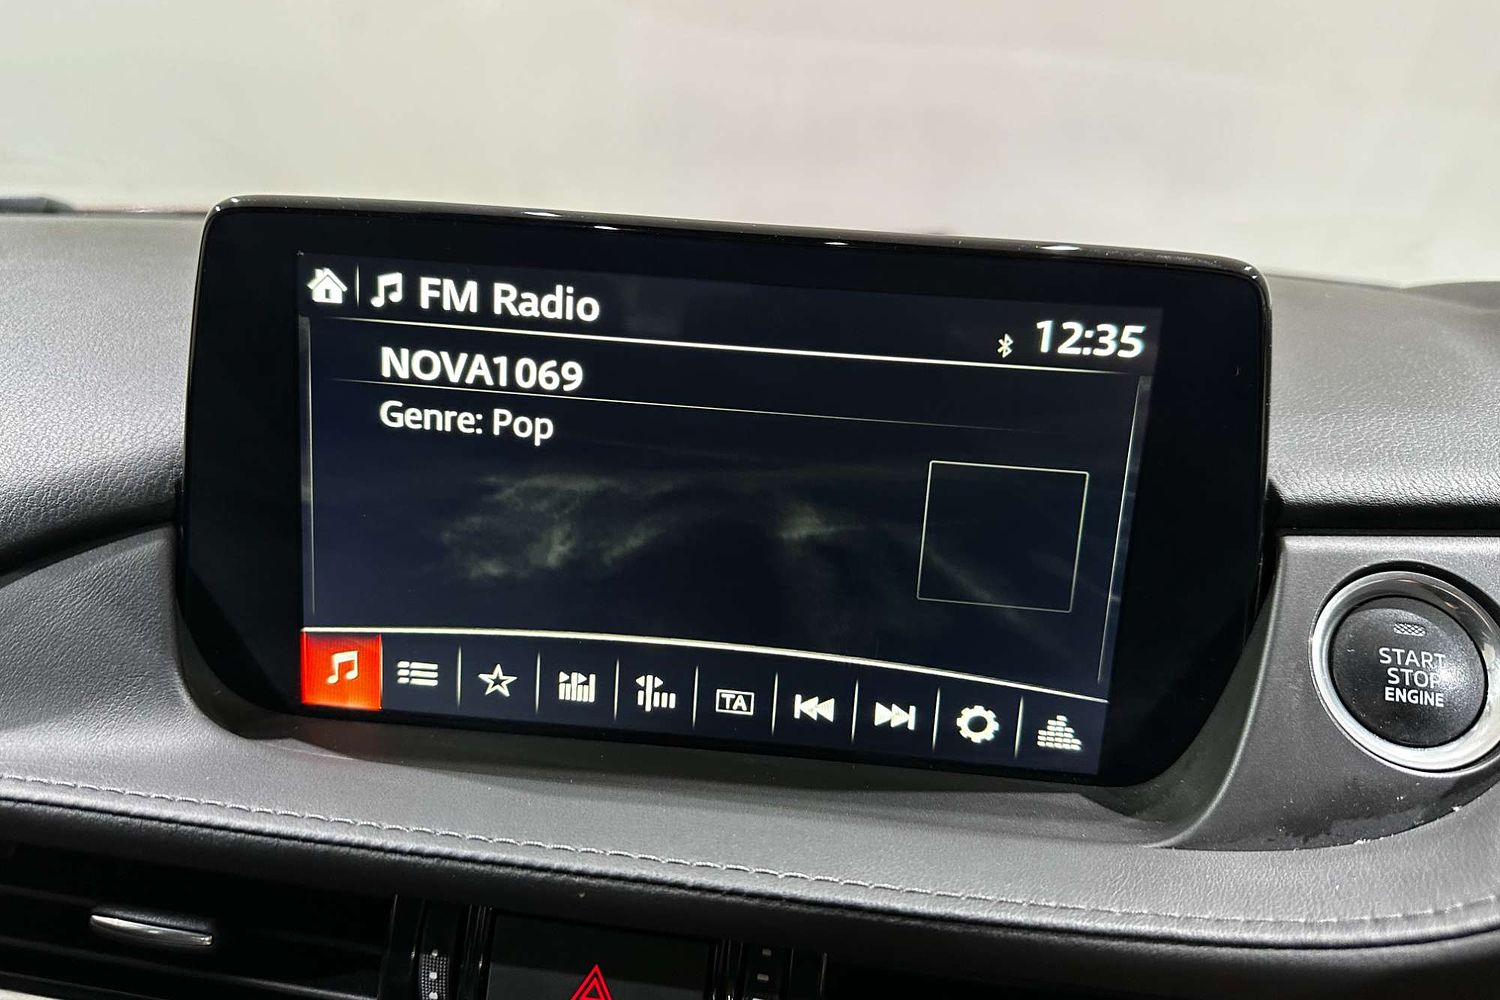 FM Radio
12:35
NOVA1069
Genre: Pop
TA
START
STOP
ENGINE